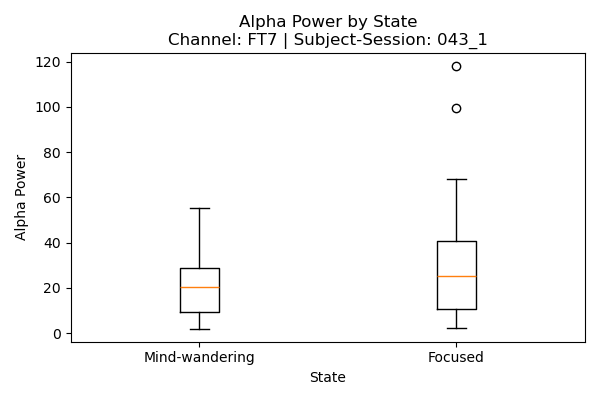 Alpha Power by State
Channel: FT7 | Subject-Session: 043_1
120
100
80
60
40
20
0
Alpha Power
Mind-wandering
Focused
State